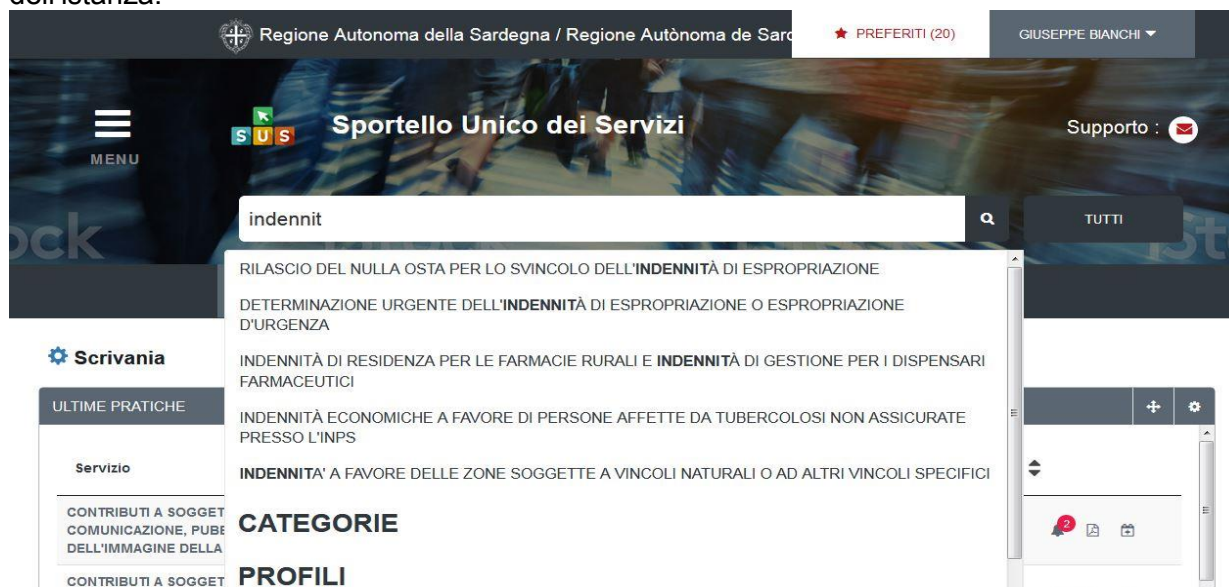 dell'istanza.
Regione Autonoma della Sardegna / Regione Autònoma de Sard
PREFERITI (20)
GIUSEPPE BIANCHI
MENU
SUS
Sportello Unico dei Servizi
Supporto :
indennit
TUTTI
RILASCIO DEL NULLA OSTA PER LO SVINCOLO DELL'INDENNITÀ DI ESPROPRIAZIONE
DETERMINAZIONE URGENTE DELL'INDENNITÀ DI ESPROPRIAZIONE O ESPROPRIAZIONE
D'URGENZA
Scrivania
INDENNITÀ DI RESIDENZA PER LE FARMACIE RURALI E INDENNITÀ DI GESTIONE PER I DISPENSARI
FARMACEUTICI
ULTIME PRATICHE
INDENNITÀ ECONOMICHE A FAVORE DI PERSONE AFFETTE DA TUBERCOLOSI NON ASSICURATE
PRESSO L'INPS
Servizio
INDENNITA' A FAVORE DELLE ZONE SOGGETTE A VINCOLI NATURALI O AD ALTRI VINCOLI SPECIFICI
CONTRIBUTI A SOGGET
COMUNICAZIONE, PUBB
DELL'IMMAGINE DELLA
CATEGORIE
2
CONTRIBUTI A SOGGET
PROFILI